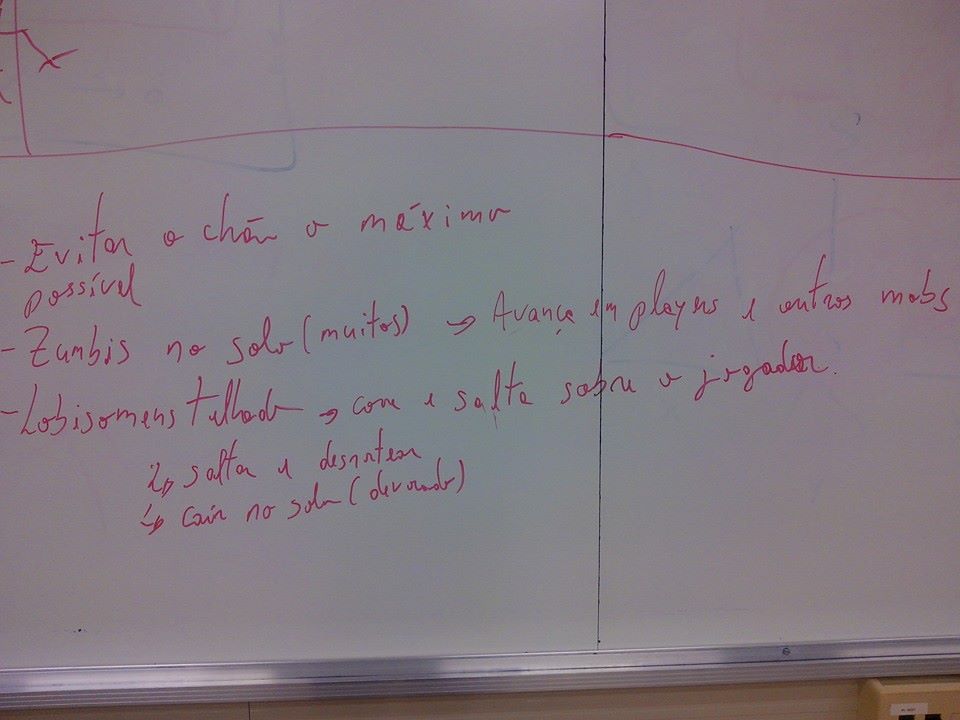 - Evitar o chão o máximo
possível
- Zumbis no solo (muitos) → Avança em players e outros mobs
- Lobisomens telhado → corre e salta sobre o jogador.
↳ saltar e desnortear
↳ cair no solo (devorado)